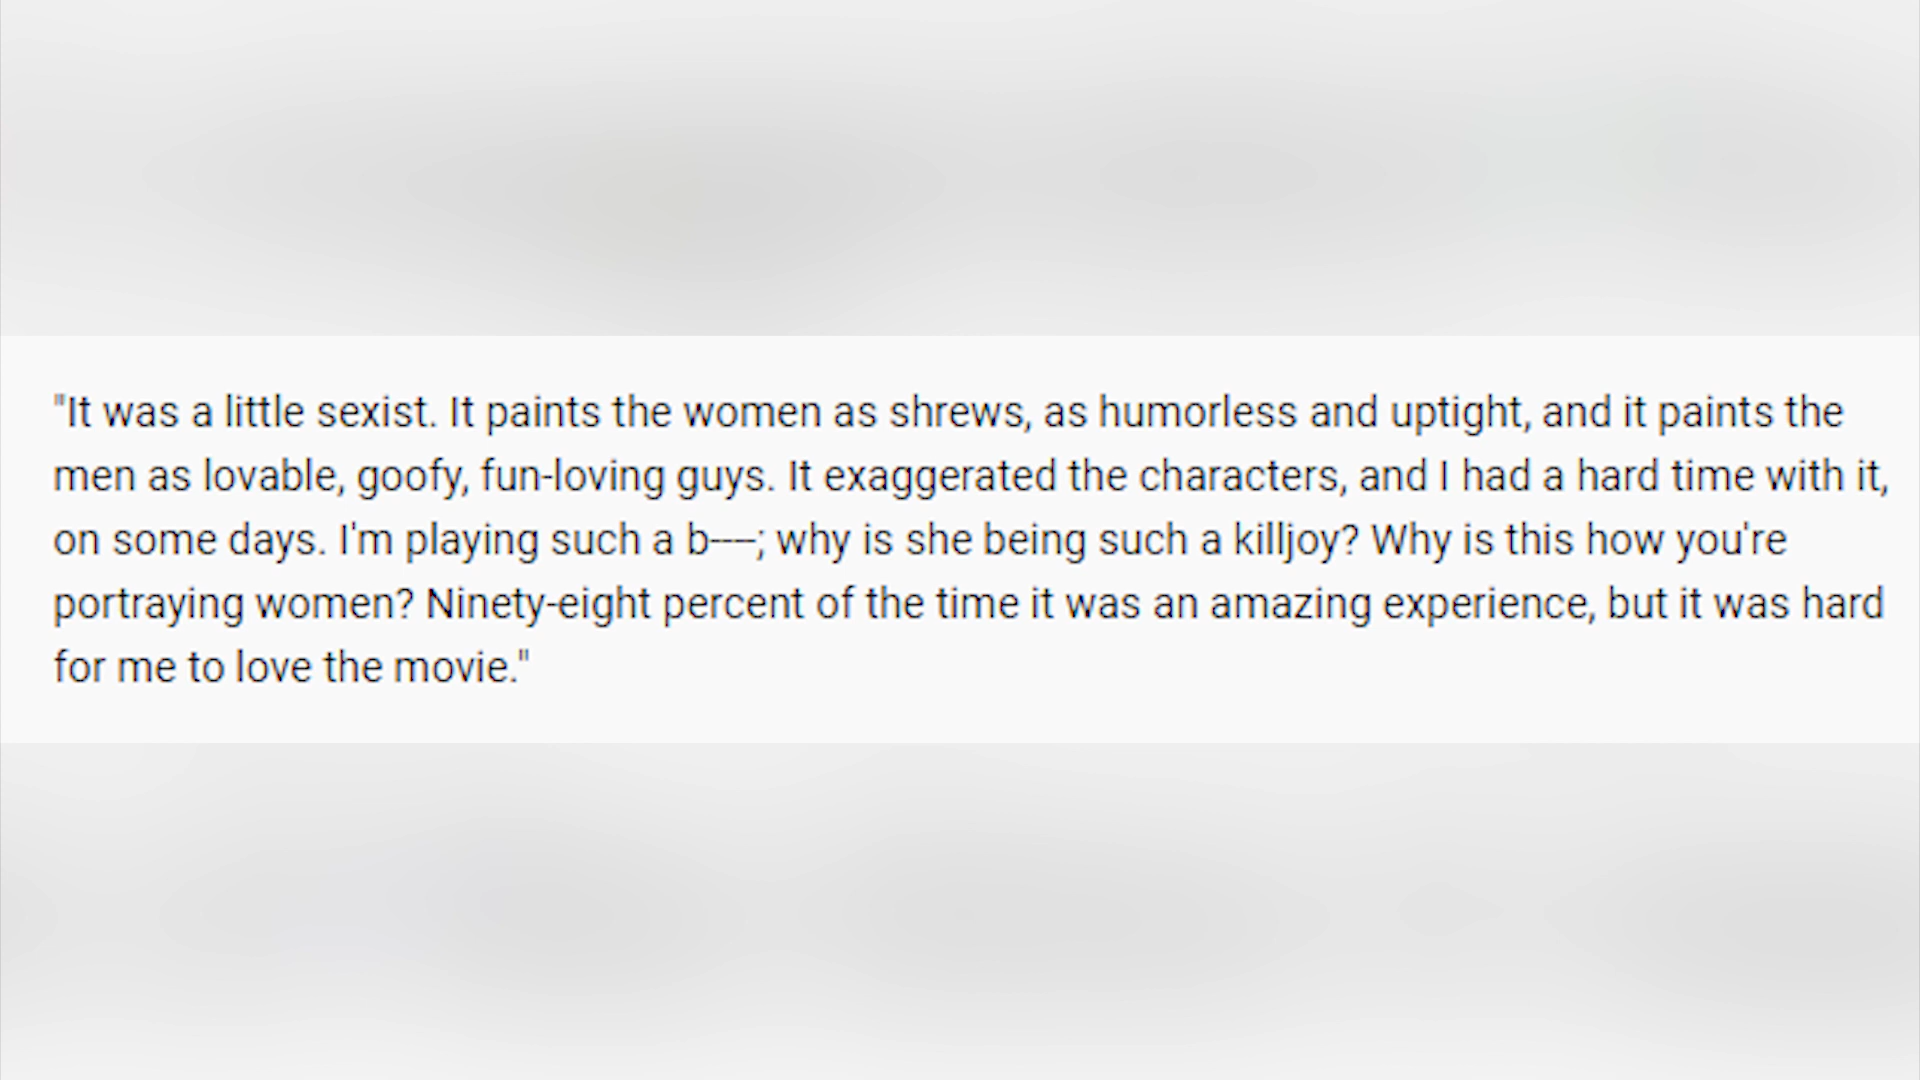 "It was a little sexist. It paints the women as shrews, as humorless and uptight, and it paints the
men as lovable, goofy, fun-loving guys. It exaggerated the characters, and I had a hard time with it,
on some days. I'm playing such a b––; why is she being such a killjoy? Why is this how you're
portraying women? Ninety-eight percent of the time it was an amazing experience, but it was hard
for me to love the movie."